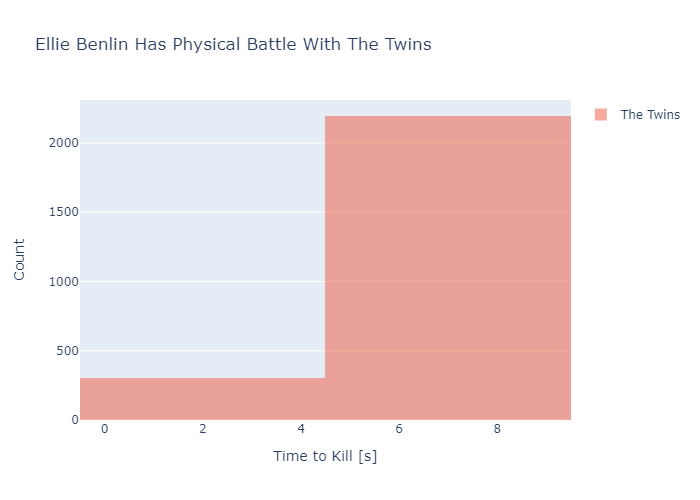 Ellie Benlin Has Physical Battle With The Twins
The Twins
2000
1500
1000
500
0
Count
0 2 4 6 8
Time to Kill [s]